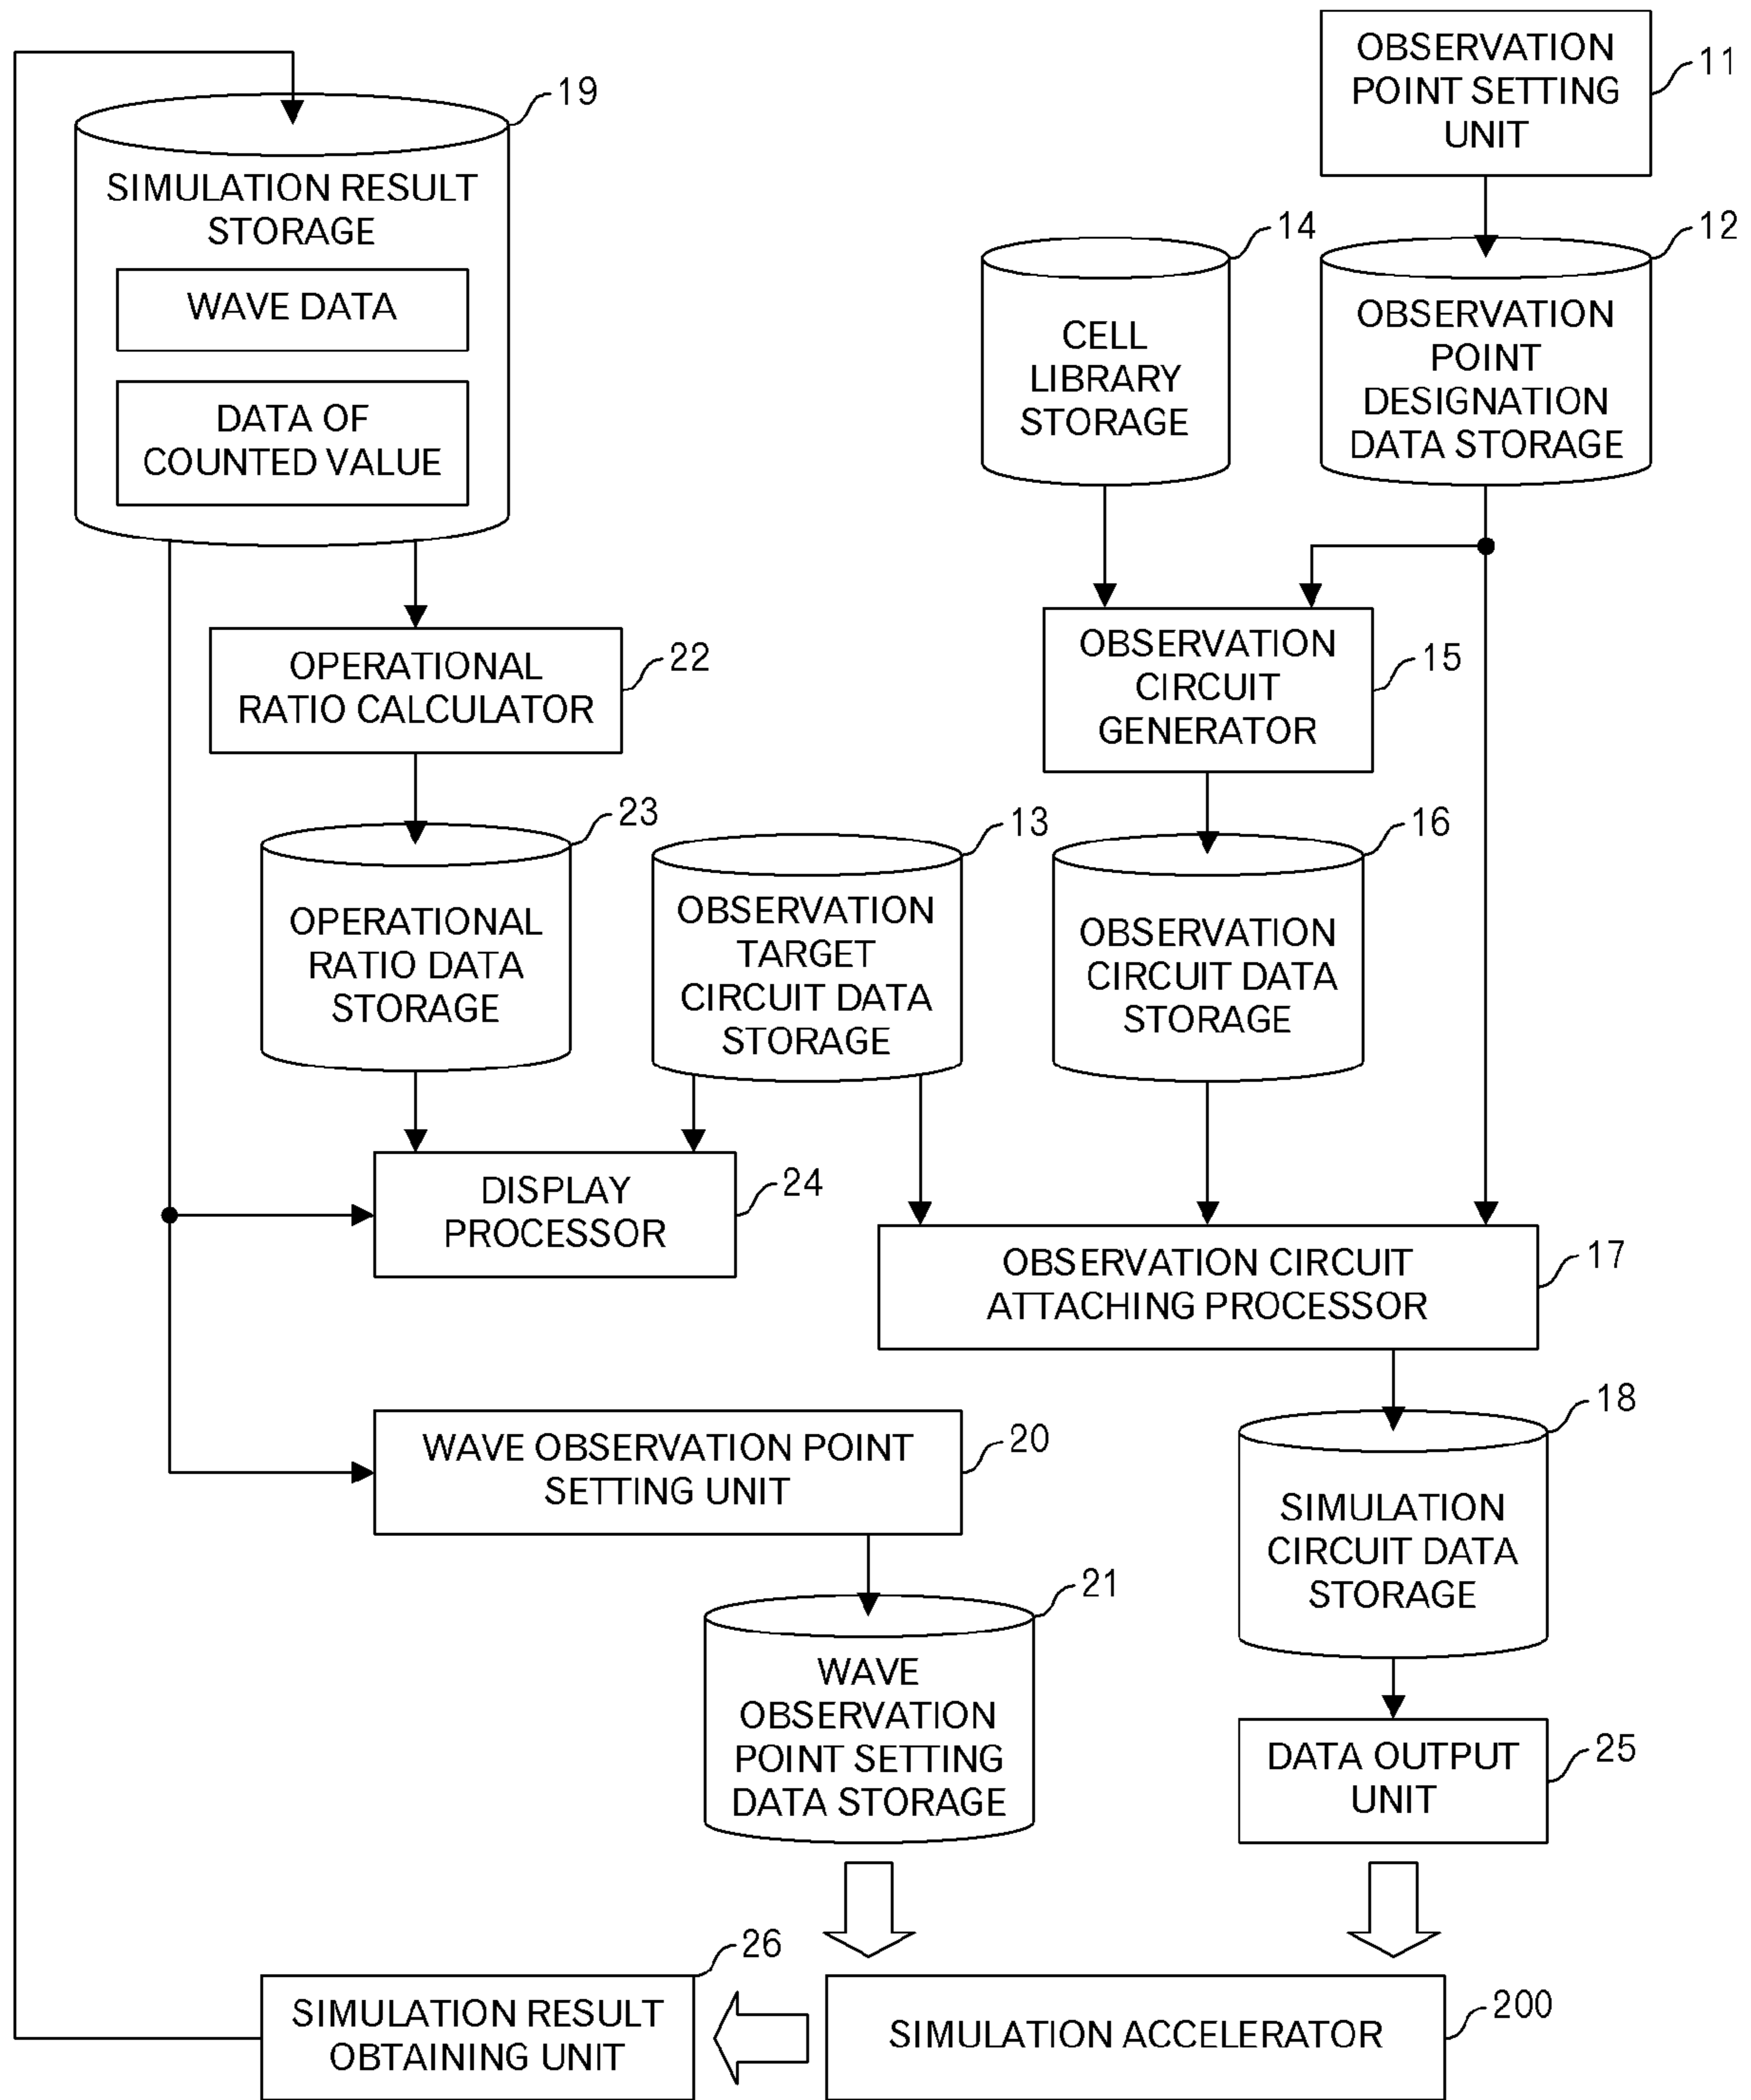 OBSERVATION
POINT SETTING
UNIT
11
19
SIMULATION RESULT
STORAGE
WAVE DATA
DATA OF
COUNTED VALUE
14
CELL
LIBRARY
STORAGE
12
OBSERVATION
POINT
DESIGNATION
DATA STORAGE
OPERATIONAL
RATIO CALCULATOR
22
OBSERVATION
CIRCUIT
GENERATOR
15
23
OPERATIONAL
RATIO DATA
STORAGE
13
OBSERVATION
TARGET
CIRCUIT DATA
STORAGE
16
OBSERVATION
CIRCUIT DATA
STORAGE
DISPLAY
PROCESSOR
24
OBSERVATION CIRCUIT
ATTACHING PROCESSOR
17
WAVE OBSERVATION POINT
SETTING UNIT
20
18
SIMULATION
CIRCUIT DATA
STORAGE
21
WAVE
OBSERVATION
POINT SETTING
DATA STORAGE
DATA OUTPUT
UNIT
25
26
SIMULATION RESULT
OBTAINING UNIT
SIMULATION ACCELERATOR
200